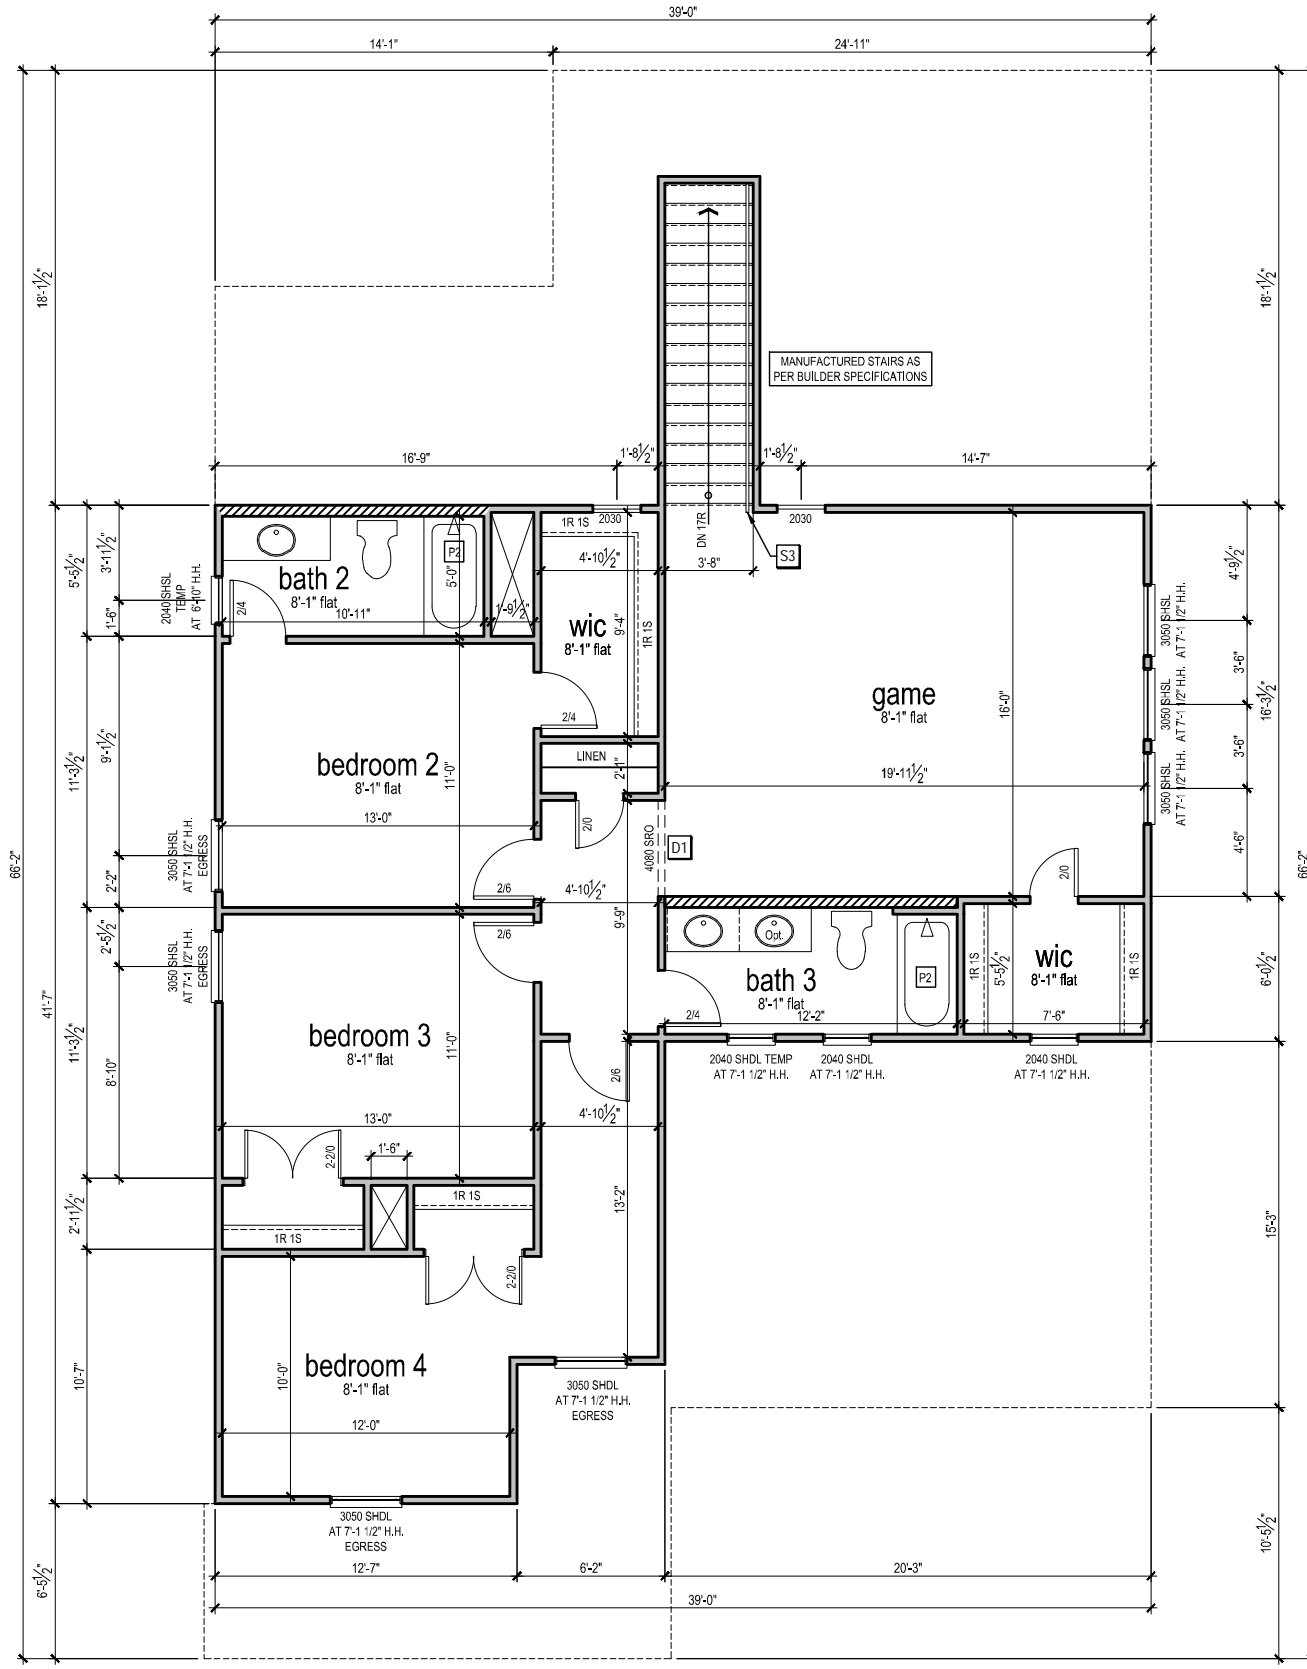 39'-0"
14'-1"
24'-11"
18'-1 1/2"
18'-1 1/2"
MANUFACTURED STAIRS AS
PER BUILDER SPECIFICATIONS
16'-9"
1'-8 1/2"
1'-8 1/2"
14'-7"
1R 1S
2030
DN 17R
2030
S3
3'-8"
4'-10 1/2"
5'-5 1/2"
3'-11 1/2"
1'-6"
2040 SHSL
TEMP
AT 6'-10" H.H.
2/4
bath 2
8'-1" flat
10'-11"
P2
5'-0"
1'-9 1/2"
wic
8'-1" flat
9'-4"
1R 1S
4'-9 1/2"
3'-6"
3'-6"
4'-6"
16'-3 1/2"
3050 SHSL
AT 7'-1 1/2" H.H.
3050 SHSL
AT 7'-1 1/2" H.H.
3050 SHSL
AT 7'-1 1/2" H.H.
game
8'-1" flat
16'-0"
19'-11 1/2"
2/4
LINEN
2'-1"
bedroom 2
8'-1" flat
11'-0"
13'-0"
11'-3 1/2"
9'-1 1/2"
2'-2"
3050 SHSL
AT 7'-1 1/2" H.H.
EGRESS
2/0
4080 SRO
D1
66'-2"
66'-2"
2/6
4'-10 1/2"
9'-9"
2/0
2/6
2'-5 1/2"
3050 SHSL
AT 7'-1 1/2" H.H.
EGRESS
41'-7"
11'-3 1/2"
8'-10"
bedroom 3
8'-1" flat
11'-0"
13'-0"
Opt.
bath 3
8'-1" flat
12'-2"
2/4
P2
1R 1S
5'-5 1/2"
wic
8'-1" flat
7'-6"
1R 1S
6'-0 1/2"
2040 SHDL TEMP
AT 7'-1 1/2" H.H.
2040 SHDL
AT 7'-1 1/2" H.H.
2040 SHDL
AT 7'-1 1/2" H.H.
2/6
4'-10 1/2"
1'-6"
2-2/0
1R 1S
1R 1S
2'-11 1/2"
13'-2"
15'-3"
2-2/0
bedroom 4
8'-1" flat
10'-0"
12'-0"
10'-7"
3050 SHDL
AT 7'-1 1/2" H.H.
EGRESS
3050 SHDL
AT 7'-1 1/2" H.H.
EGRESS
10'-5 1/2"
6'-5 1/2"
12'-7"
6'-2"
20'-3"
39'-0"